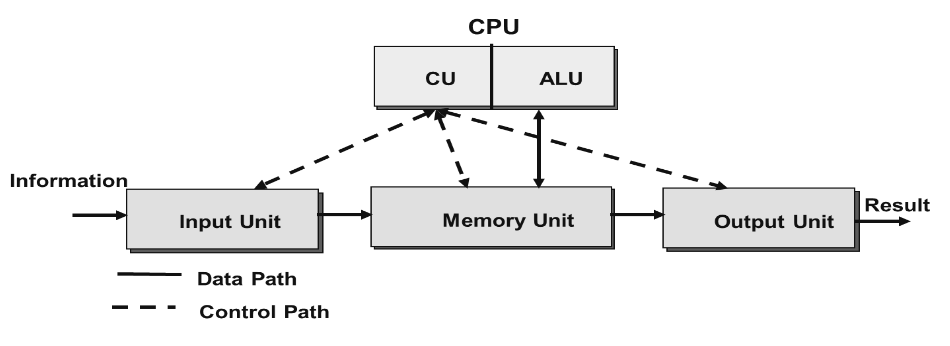 CPU
CU
ALU
Information
Input Unit
Memory Unit
Output Unit
Result
Data Path
Control Path